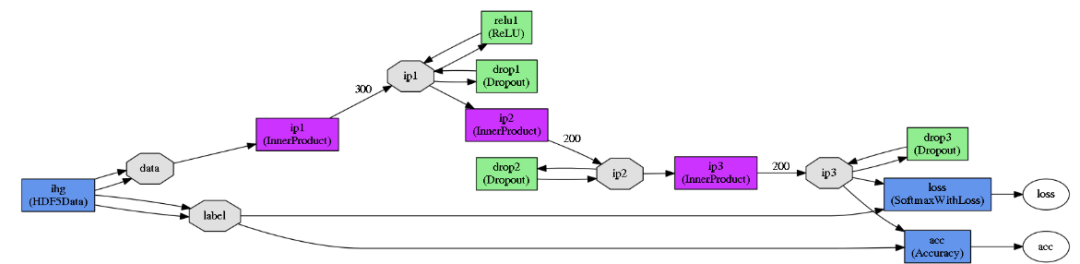 relu1
(ReLU)
ip1
drop1
(Dropout)
300
ip1
(InnerProduct)
ip2
(InnerProduct)
200
drop3
(Dropout)
data
drop2
(Dropout)
ip2
ip3
(InnerProduct)
200
ip3
ihg
(HDF5Data)
loss
(SoftmaxWithLoss)
loss
label
acc
(Accuracy)
acc